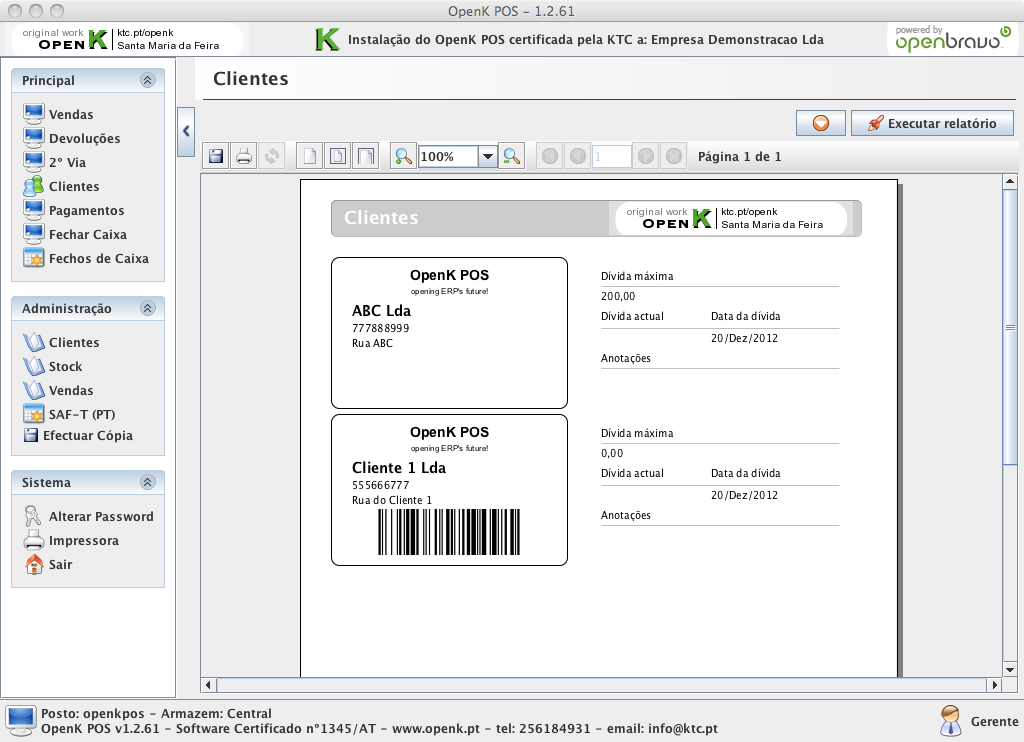 OpenK POS - 1.2.61
original work
OPEN K
ktc.pt/openk
Santa Maria da Feira
Instalação do OpenK POS certificada pela KTC a: Empresa Demonstracao Lda
powered by
openbravo
Principal
Vendas
Devoluções
2º Via
Clientes
Pagamentos
Fechar Caixa
Fechos de Caixa
Administração
Clientes
Stock
Vendas
SAF-T (PT)
Efectuar Cópia
Sistema
Alterar Password
Impressora
Sair
Clientes
Executar relatório
100%
1
Página 1 de 1
Clientes
original work
OPEN K
ktc.pt/openk
Santa Maria da Feira
OpenK POS
opening ERP's future!
ABC Lda
777888999
Rua ABC
Dívida máxima
200,00
Dívida actual Data da dívida
20/Dez/2012
Anotações
OpenK POS
opening ERP's future!
Cliente 1 Lda
555666777
Rua do Cliente 1
Dívida máxima
0,00
Dívida actual Data da dívida
20/Dez/2012
Anotações
Posto: openkpos - Armazem: Central
OpenK POS v1.2.61 - Software Certificado n°1345/AT - www.openk.pt - tel: 256184931 - email: info@ktc.pt
Gerente